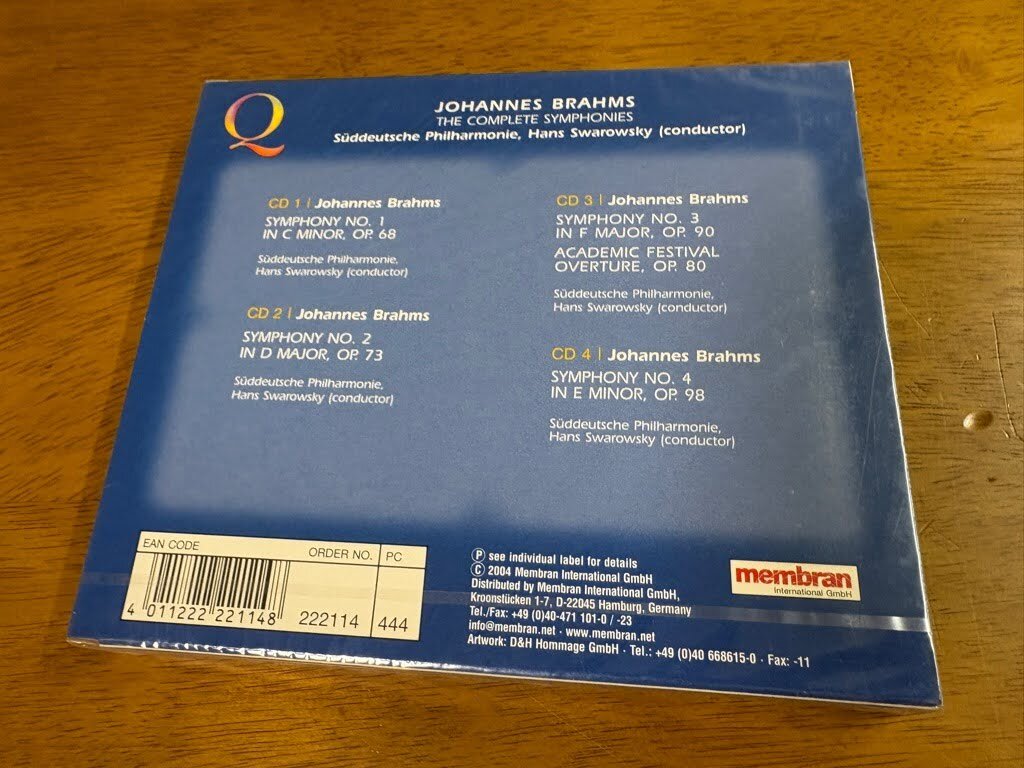 Q
JOHANNES BRAHMS
THE COMPLETE SYMPHONIES
Süddeutsche Philharmonie, Hans Swarowsky (conductor)
CD 1 | Johannes Brahms
SYMPHONY NO. 1
IN C MINOR, OP. 68
Süddeutsche Philharmonie,
Hans Swarowsky (conductor)
CD 2 | Johannes Brahms
SYMPHONY NO. 2
IN D MAJOR, OP. 73
Süddeutsche Philharmonie,
Hans Swarowsky (conductor)
CD 3 | Johannes Brahms
SYMPHONY NO. 3
IN F MAJOR, OP. 90
ACADEMIC FESTIVAL
OVERTURE, OP. 80
Süddeutsche Philharmonie,
Hans Swarowsky (conductor)
CD 4 | Johannes Brahms
SYMPHONY NO. 4
IN E MINOR, OP. 98
Süddeutsche Philharmonie,
Hans Swarowsky (conductor)
EAN CODE ORDER NO. PC
4 011222 221148 222114 444
Ⓟ see individual label for details
Ⓒ 2004 Membran International GmbH
Distributed by Membran International GmbH,
Kroonstücken 1-7, D-22045 Hamburg, Germany
Tel./Fax: +49 (0)40-471 101-0 / -23
info@membran.net · www.membran.net
Artwork: D&H Hommage GmbH · Tel.: +49 (0)40 668615-0 · Fax: -11
membran
International GmbH